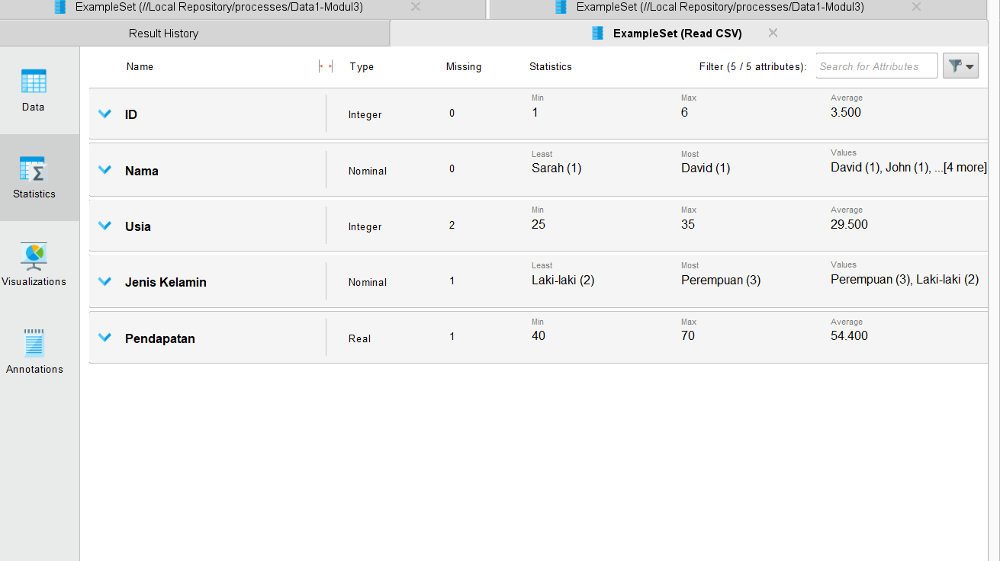 ExampleSet (//Local Repository/processes/Data1-Modul3)
ExampleSet (//Local Repository/processes/Data1-Modul3)
Result History
ExampleSet (Read CSV)
Name
Type
Missing
Statistics
Filter (5 / 5 attributes):
Search for Attributes
Data
Statistics
Visualizations
Annotations
ID
Integer
0
Min
1
Max
6
Average
3.500
Nama
Nominal
0
Least
Sarah (1)
Most
David (1)
Values
David (1), John (1), ...[4 more]
Usia
Integer
2
Min
25
Max
35
Average
29.500
Jenis Kelamin
Nominal
1
Least
Laki-laki (2)
Most
Perempuan (3)
Values
Perempuan (3), Laki-laki (2)
Pendapatan
Real
1
Min
40
Max
70
Average
54.400